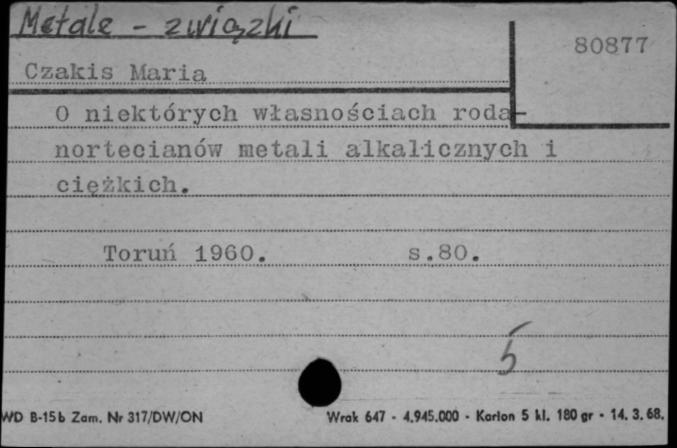 Metale - związki
80877
Czakis Maria
O niektórych własnościach roda-
nortecianów metali alkalicznych i
ciężkich.
Toruń 1960. s.80.
5
WD B-15b Zam. Nr 317/DW/ON Wrak 647 - 4.945.000 - Karton 5 kl. 180 gr - 14. 3. 68.